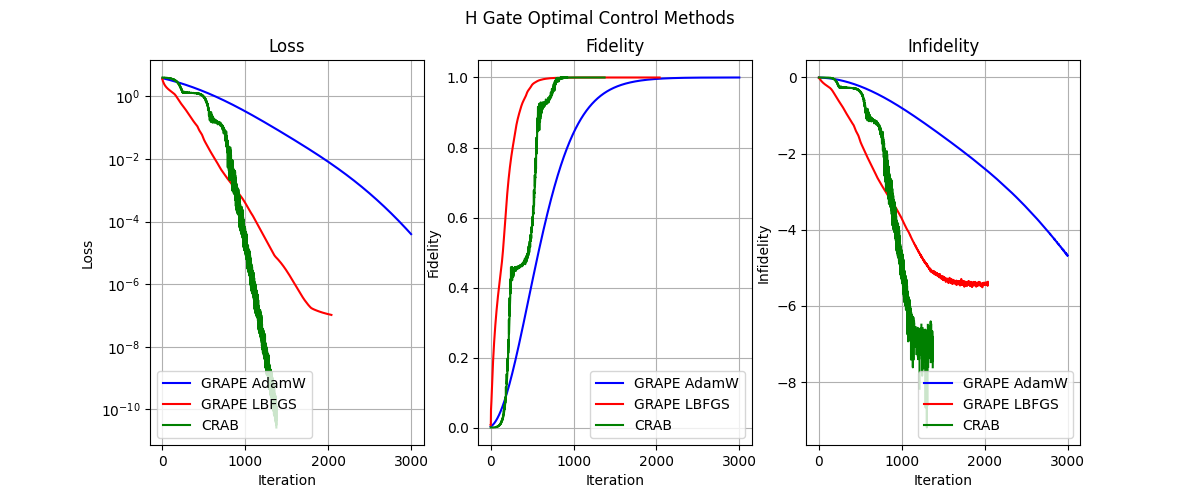 H Gate Optimal Control Methods
Loss
Loss
10^0
10^−2
10^−4
10^−6
10^−8
10^−10
GRAPE AdamW
GRAPE LBFGS
CRAB
0
1000
2000
3000
Iteration
Fidelity
Fidelity
1.0
0.8
0.6
0.4
0.2
0.0
GRAPE AdamW
GRAPE LBFGS
CRAB
0
1000
2000
3000
Iteration
Infidelity
Infidelity
0
−2
−4
−6
−8
GRAPE AdamW
GRAPE LBFGS
CRAB
0
1000
2000
3000
Iteration